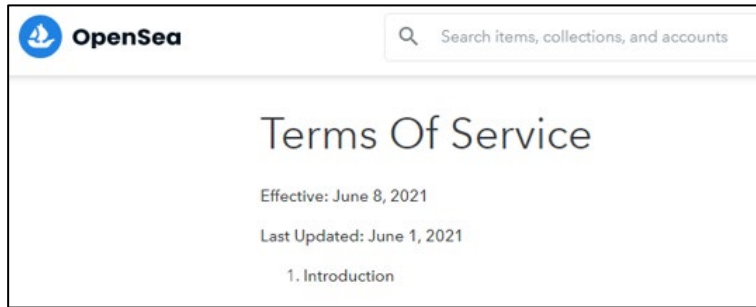 OpenSea
Search items, collections, and accounts
Terms Of Service
Effective: June 8, 2021
Last Updated: June 1, 2021
1. Introduction